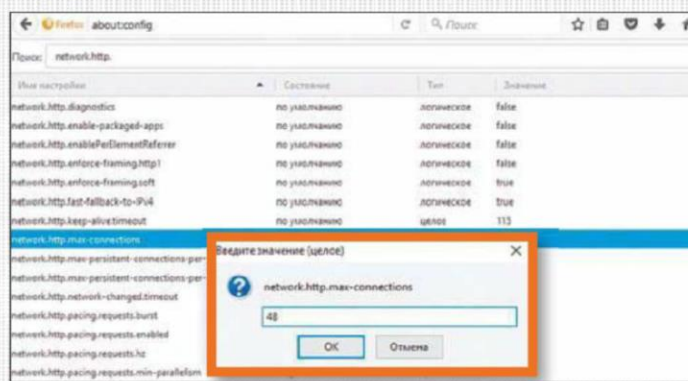 Firefox about:config Поиск
Поиск: network.http.
Имя настройки Состояние Тип Значение
network.http.diagnostics по умолчанию логическое false
network.http.enable-packaged-apps по умолчанию логическое false
network.http.enablePerElementReferrer по умолчанию логическое false
network.http.enforce-framing.http1 по умолчанию логическое false
network.http.enforce-framing.soft по умолчанию логическое true
network.http.fast-fallback-to-IPv4 по умолчанию логическое true
network.http.keep-alive.timeout по умолчанию целое 115
network.http.max-connections
network.http.max-persistent-connections-per-
network.http.max-persistent-connections-per-
network.http.network-changed.timeout
network.http.pacing.requests.burst
network.http.pacing.requests.enabled
network.http.pacing.requests.hz
network.http.pacing.requests.min-parallelism
Введите значение (целое)
network.http.max-connections
48
OK Отмена